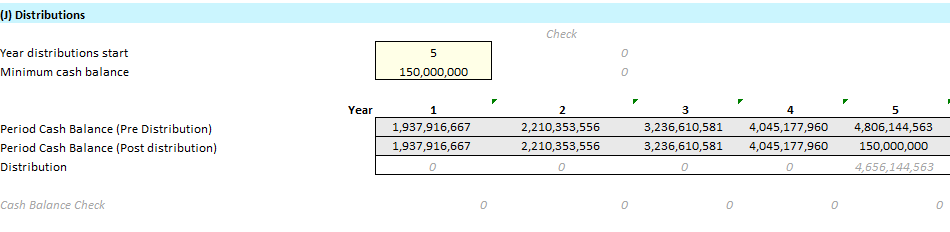 (J) Distributions
Check
Year distributions start 5 0
Minimum cash balance 150,000,000 0
Year 1 2 3 4 5
Period Cash Balance (Pre Distribution) 1,937,916,667 2,210,353,556 3,236,610,581 4,045,177,960 4,806,144,563
Period Cash Balance (Post distribution) 1,937,916,667 2,210,353,556 3,236,610,581 4,045,177,960 150,000,000
Distribution 0 0 0 0 4,656,144,563
Cash Balance Check 0 0 0 0 0